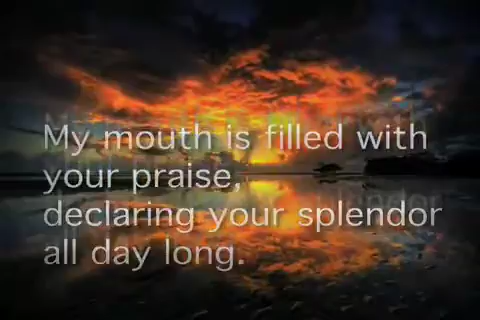 My mouth is filled with
your praise,
declaring your splendor
all day long.